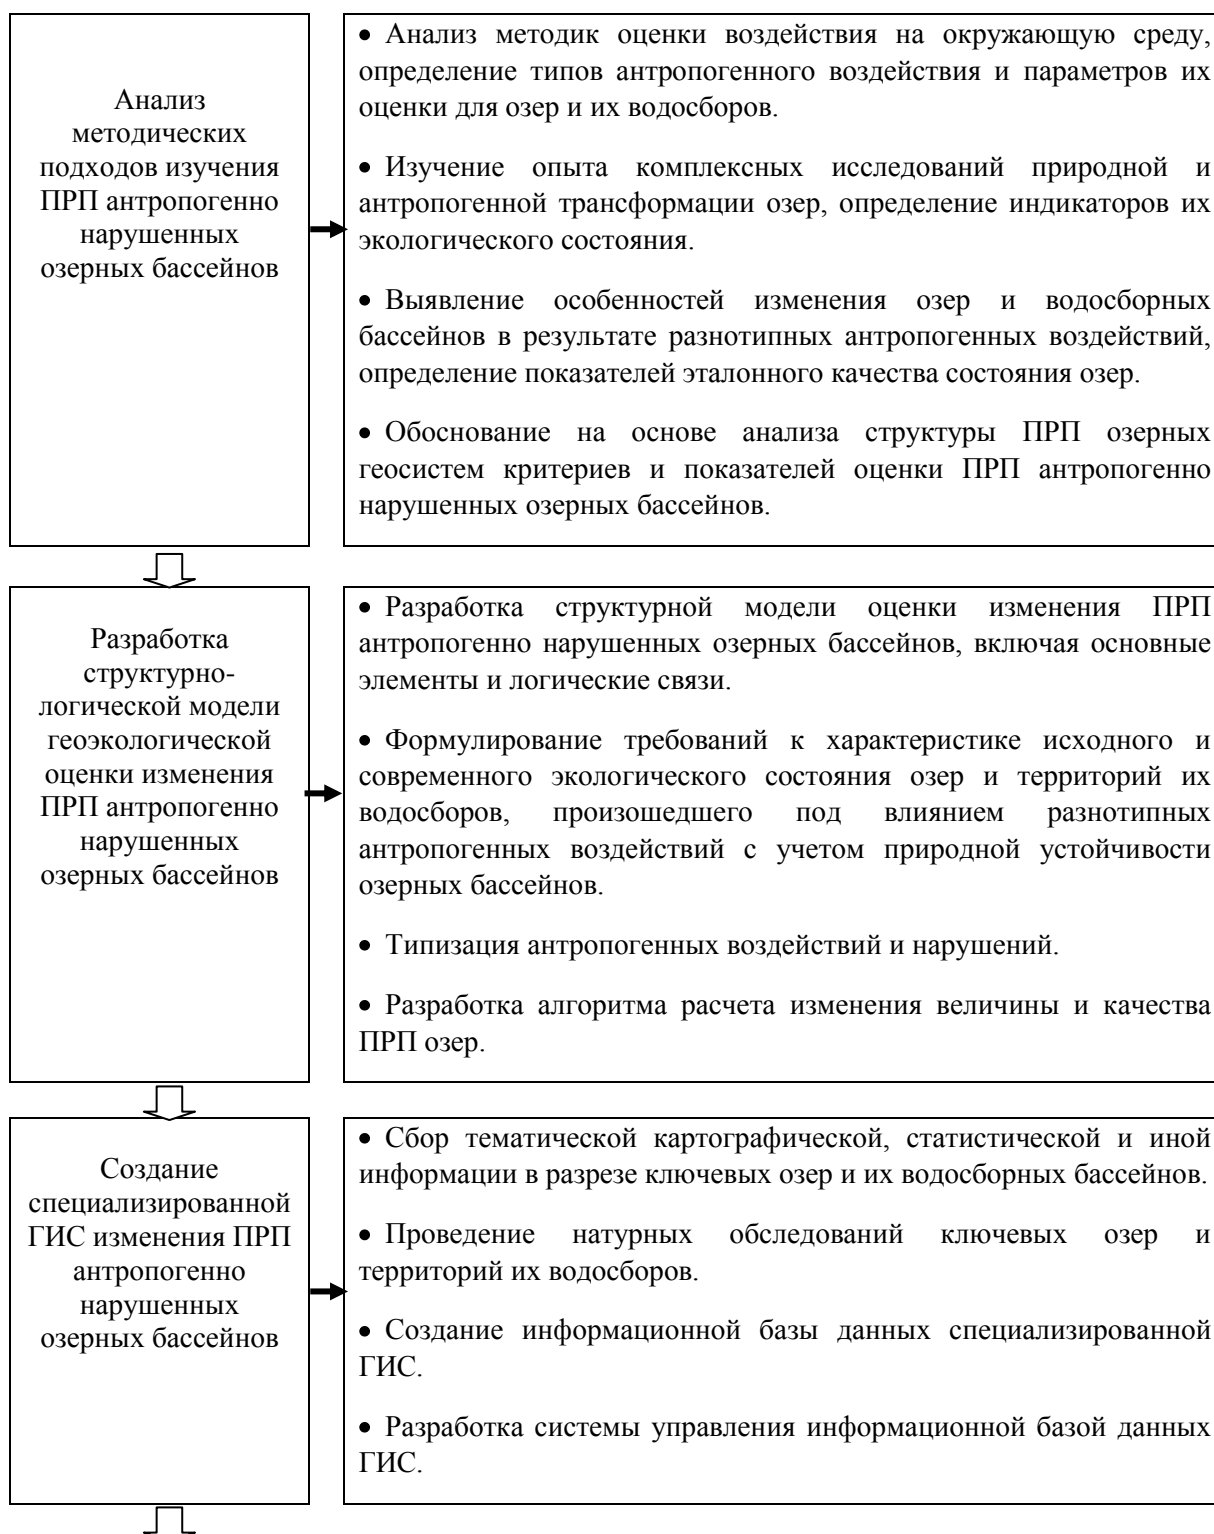 Анализ
методических
подходов изучения
ПРП антропогенно
нарушенных
озерных бассейнов
• Анализ методик оценки воздействия на окружающую среду,
определение типов антропогенного воздействия и параметров их
оценки для озер и их водосборов.
• Изучение опыта комплексных исследований природной и
антропогенной трансформации озер, определение индикаторов их
экологического состояния.
• Выявление особенностей изменения озер и водосборных
бассейнов в результате разнотипных антропогенных воздействий,
определение показателей эталонного качества состояния озер.
• Обоснование на основе анализа структуры ПРП озерных
геосистем критериев и показателей оценки ПРП антропогенно
нарушенных озерных бассейнов.
Разработка
структурно-
логической модели
геоэкологической
оценки изменения
ПРП антропогенно
нарушенных
озерных бассейнов
• Разработка структурной модели оценки изменения ПРП
антропогенно нарушенных озерных бассейнов, включая основные
элементы и логические связи.
• Формулирование требований к характеристике исходного и
современного экологического состояния озер и территорий их
водосборов, произошедшего под влиянием разнотипных
антропогенных воздействий с учетом природной устойчивости
озерных бассейнов.
• Типизация антропогенных воздействий и нарушений.
• Разработка алгоритма расчета изменения величины и качества
ПРП озер.
Создание
специализированной
ГИС изменения ПРП
антропогенно
нарушенных
озерных бассейнов
• Сбор тематической картографической, статистической и иной
информации в разрезе ключевых озер и их водосборных бассейнов.
• Проведение натурных обследований ключевых озер и
территорий их водосборов.
• Создание информационной базы данных специализированной
ГИС.
• Разработка системы управления информационной базой данных
ГИС.